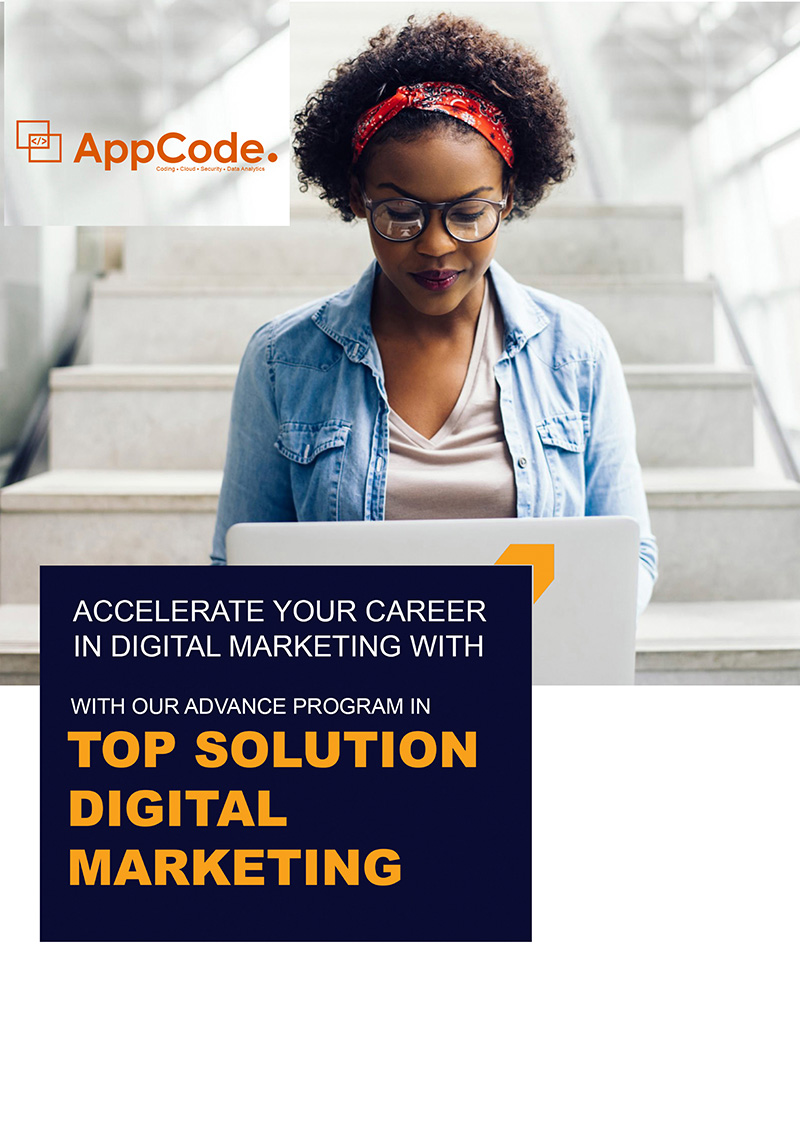 </>
AppCode.
Coding • Cloud • Security • Data Analytics
ACCELERATE YOUR CAREER
IN DIGITAL MARKETING WITH
WITH OUR ADVANCE PROGRAM IN
TOP SOLUTION
DIGITAL
MARKETING